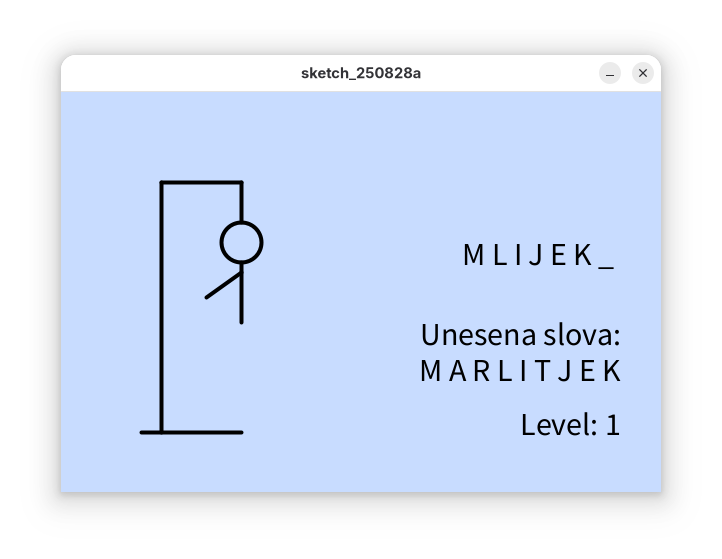 sketch_250828a
M L I J E K _
Unesena slova:
M A R L I T J E K
Level: 1